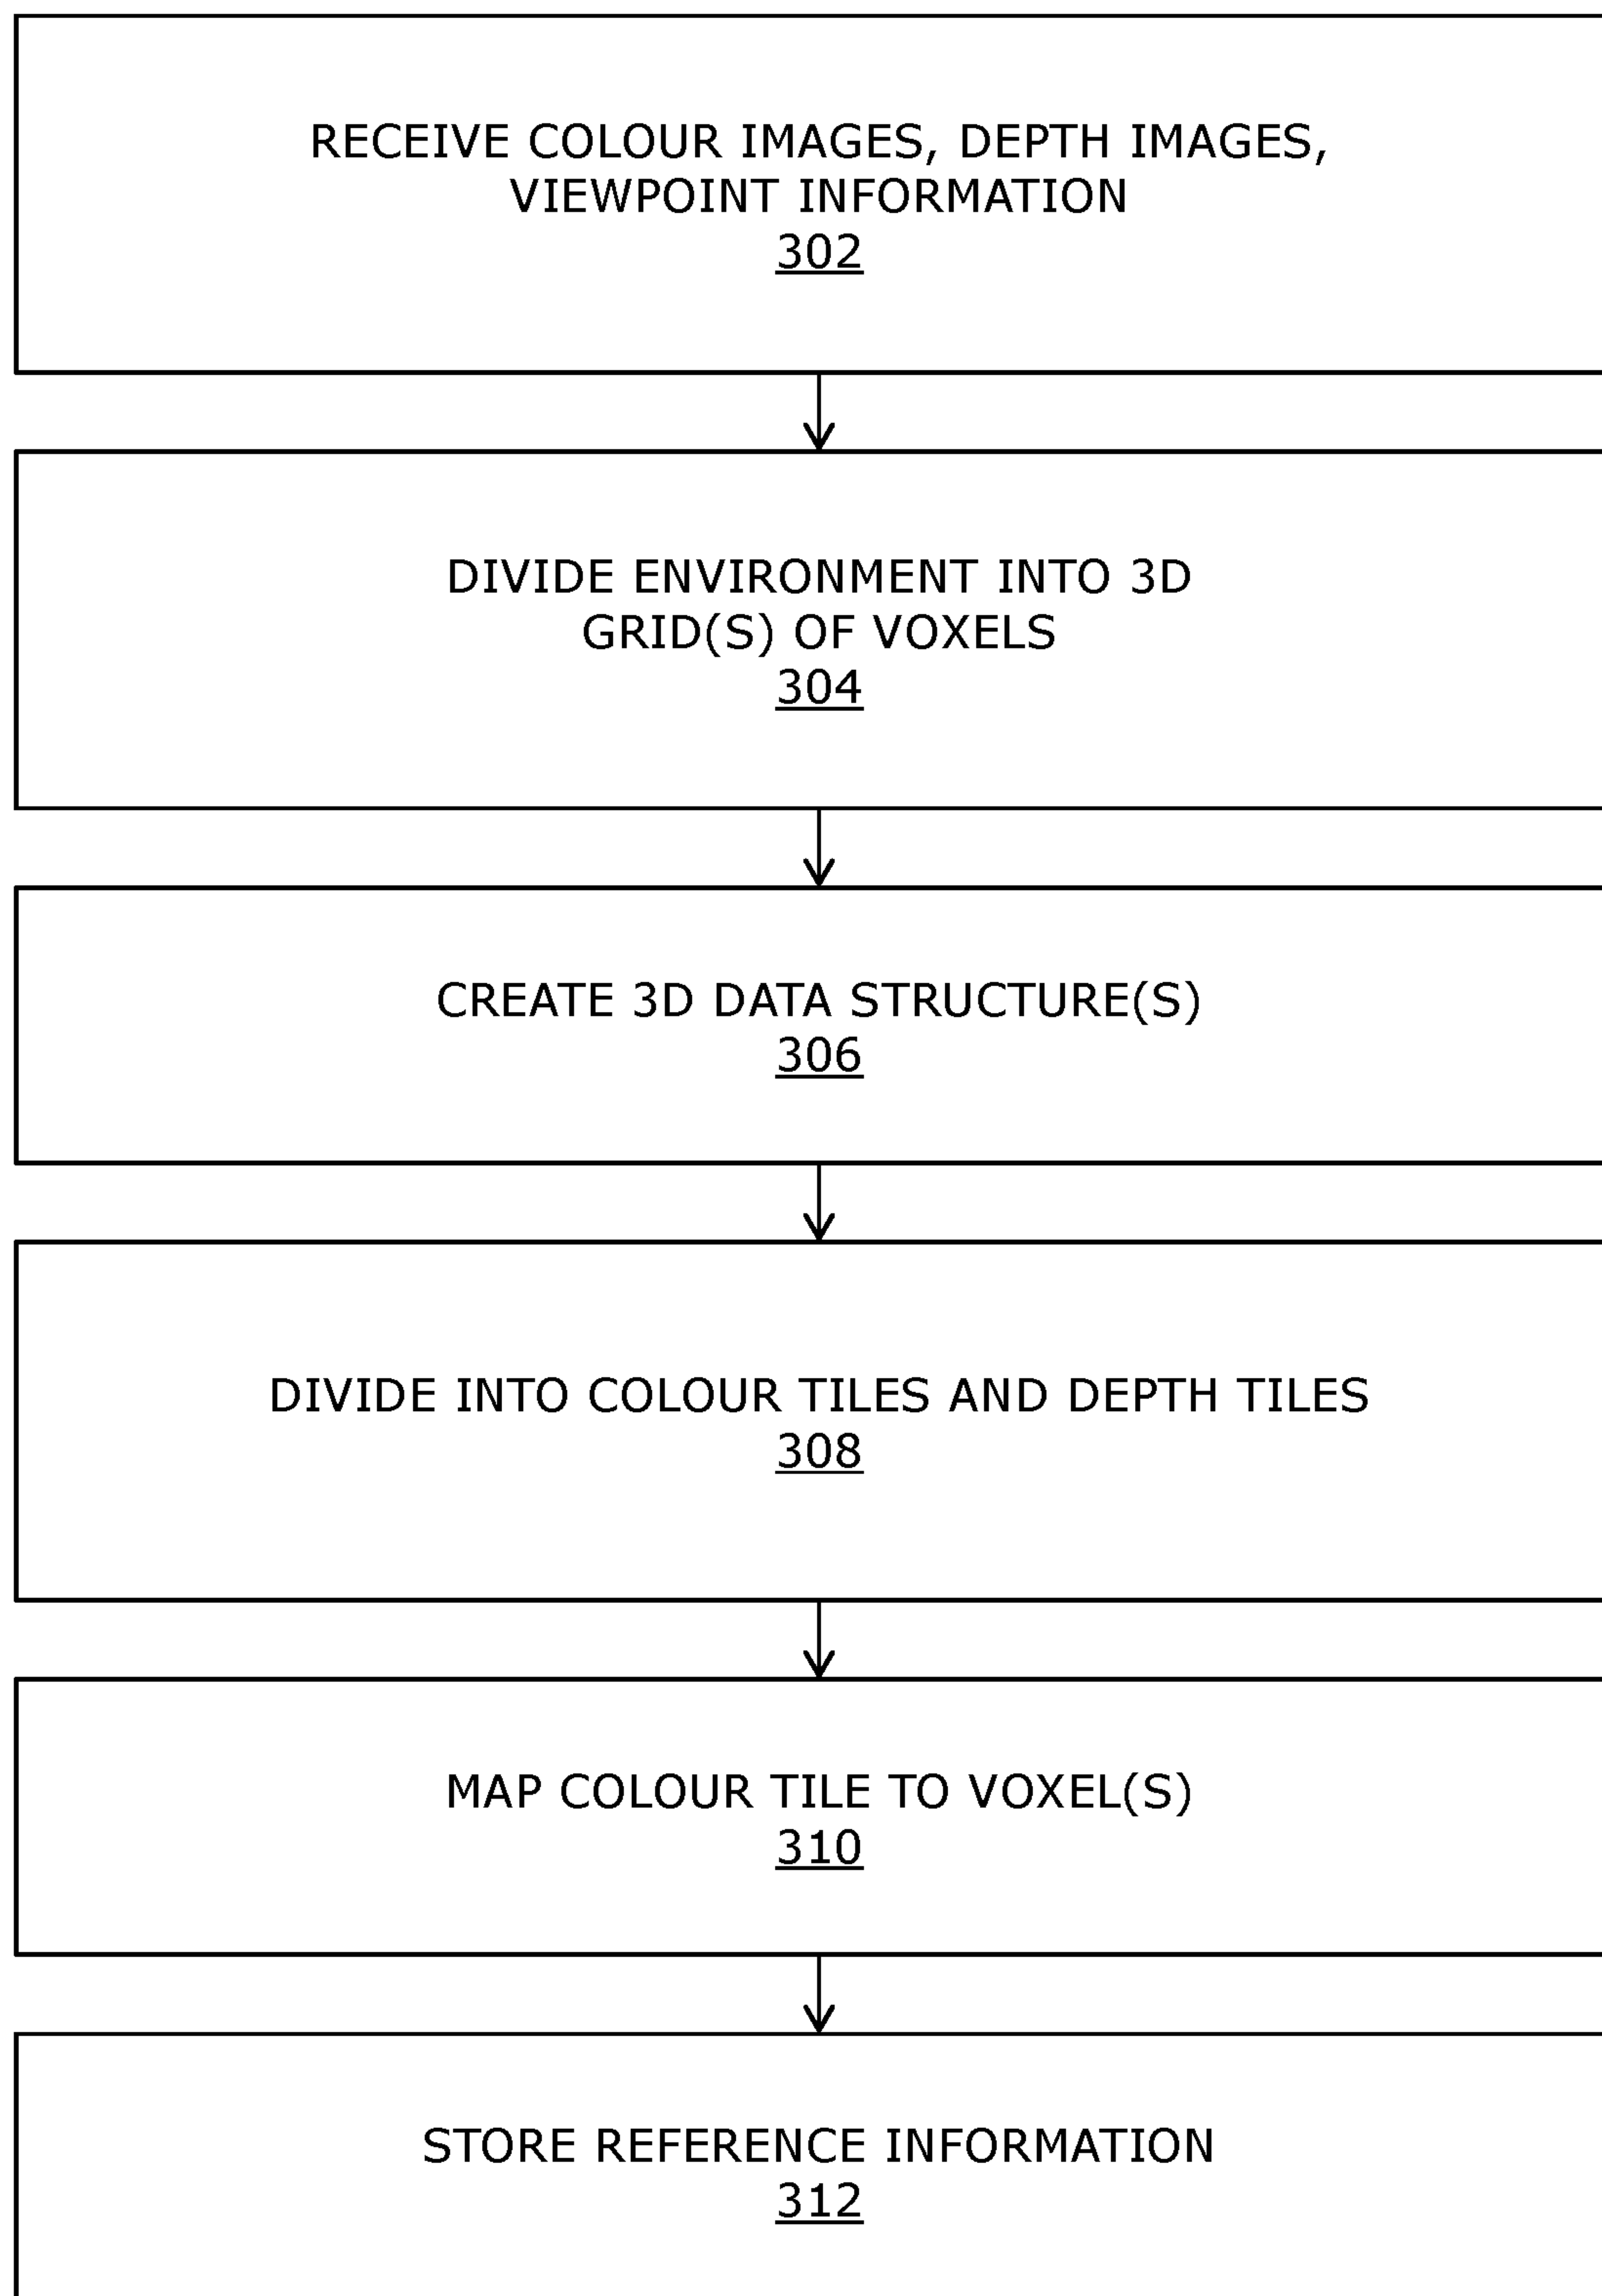 RECEIVE COLOUR IMAGES, DEPTH IMAGES,
VIEWPOINT INFORMATION
302
DIVIDE ENVIRONMENT INTO 3D
GRID(S) OF VOXELS
304
CREATE 3D DATA STRUCTURE(S)
306
DIVIDE INTO COLOUR TILES AND DEPTH TILES
308
MAP COLOUR TILE TO VOXEL(S)
310
STORE REFERENCE INFORMATION
312